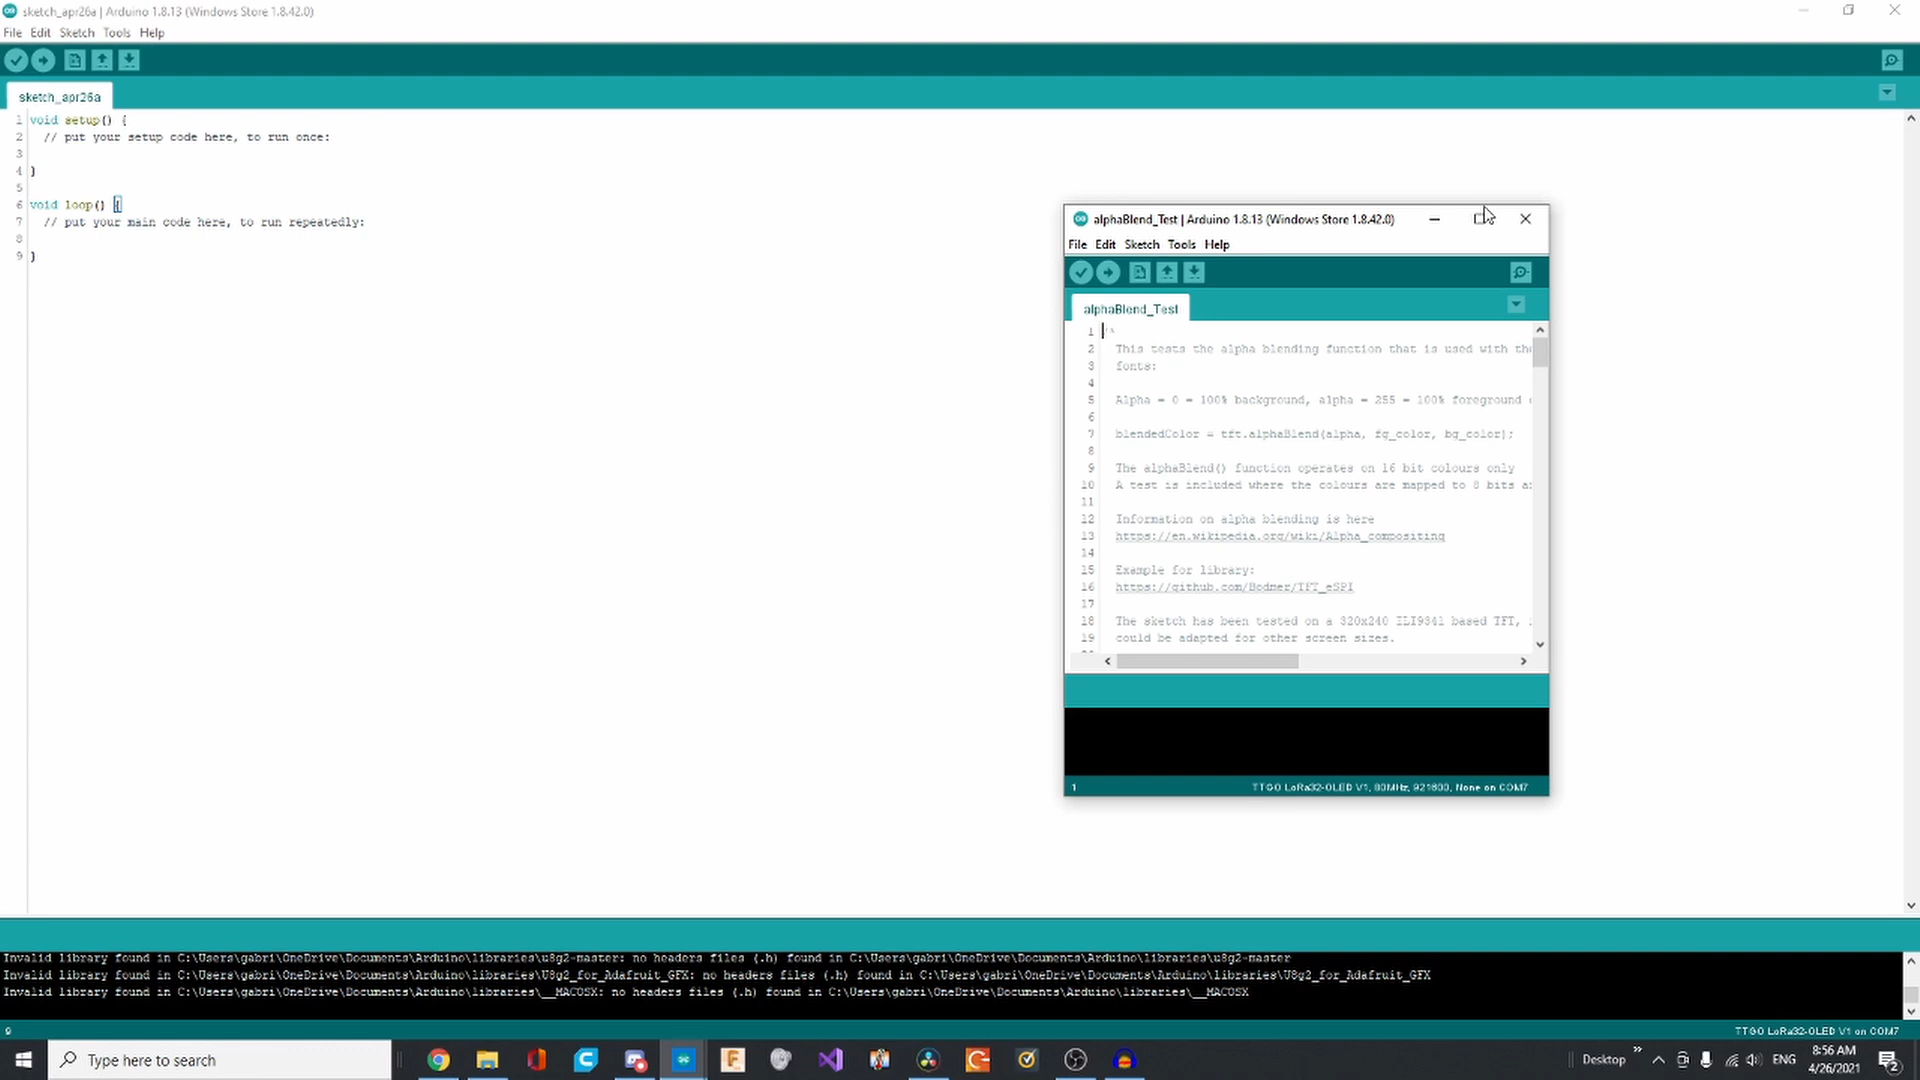 sketch_apr26a | Arduino 1.8.13 (Windows Store 1.8.42.0)
File Edit Sketch Tools Help
sketch_apr26a
1 void setup() {
2 // put your setup code here, to run once:
3
4 }
5
6 void loop() {
7 // put your main code here, to run repeatedly:
8
9 }
alphaBlend_Test | Arduino 1.8.13 (Windows Store 1.8.42.0)
File Edit Sketch Tools Help
alphaBlend_Test
1 /*
2 This tests the alpha blending function that is used with the
3 fonts:
4
5 Alpha = 0 = 100% background, alpha = 255 = 100% foreground
6
7 blendedColor = tft.alphaBlend(alpha, fg_color, bg_color);
8
9 The alphaBlend() function operates on 16 bit colours only
10 A test is included where the colours are mapped to 8 bits
11
12 Information on alpha blending is here
13 https://en.wikipedia.org/wiki/Alpha_compositing
14
15 Example for library:
16 https://github.com/Bodmer/TFT_eSPI
17
18 The sketch has been tested on a 320x240 ILI9341 based TFT,
19 could be adapted for other screen sizes.
1 TTGO LoRa32-OLED V1, 80MHz, 921600, None on COM7
Invalid library found in C:\Users\gabri\OneDrive\Documents\Arduino\libraries\u8g2-master: no headers files (.h) found in C:\Users\gabri\OneDrive\Documents\Arduino\libraries\u8g2-master
Invalid library found in C:\Users\gabri\OneDrive\Documents\Arduino\libraries\U8g2_for_Adafruit_GFX: no headers files (.h) found in C:\Users\gabri\OneDrive\Documents\Arduino\libraries\U8g2_for_Adafruit_GFX
Invalid library found in C:\Users\gabri\OneDrive\Documents\Arduino\libraries\__MACOSX: no headers files (.h) found in C:\Users\gabri\OneDrive\Documents\Arduino\libraries\__MACOSX
9 TTGO LoRa32-OLED V1 on COM7
Type here to search
Desktop
ENG
8:56 AM
4/26/2021
2